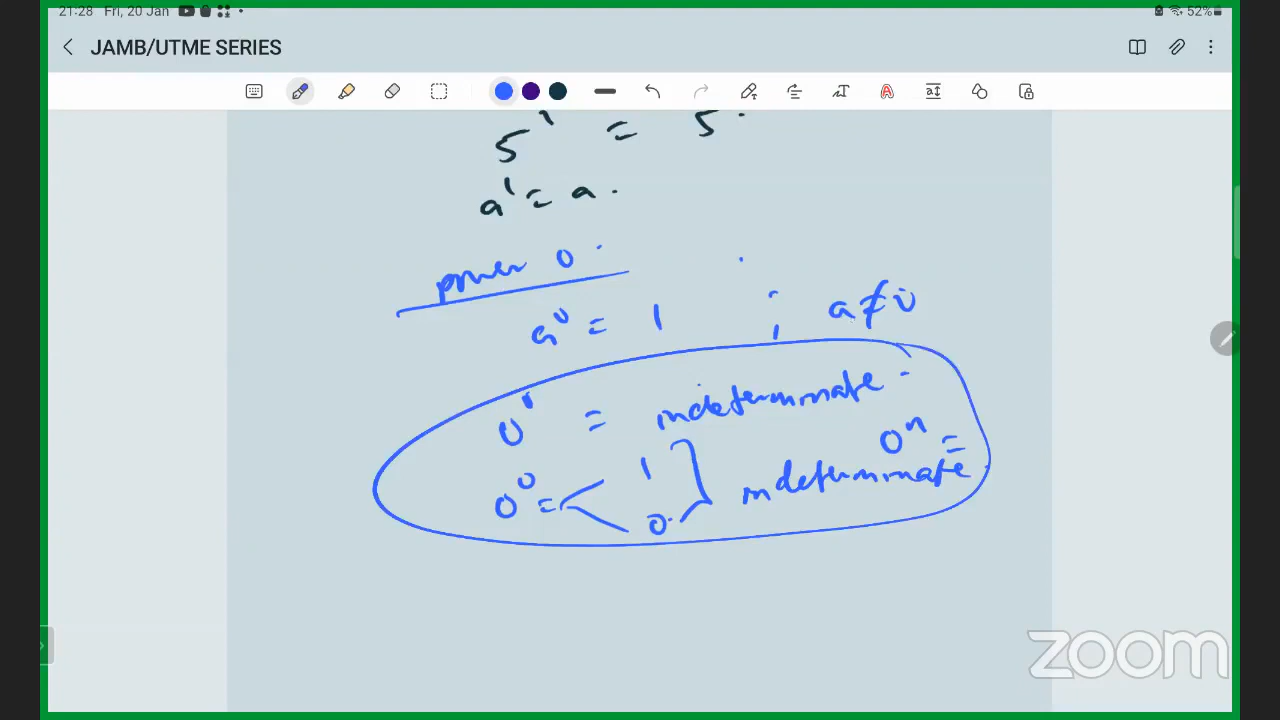 21:28 Fri, 20 Jan
52%
JAMB/UTME SERIES
5¹ = 5.
a¹ = a.
power 0.
a⁰ = 1 ; a≠0
0' = indeterminate.
0⁰ = 1 0 indeterminate
0ⁿ =
zoom